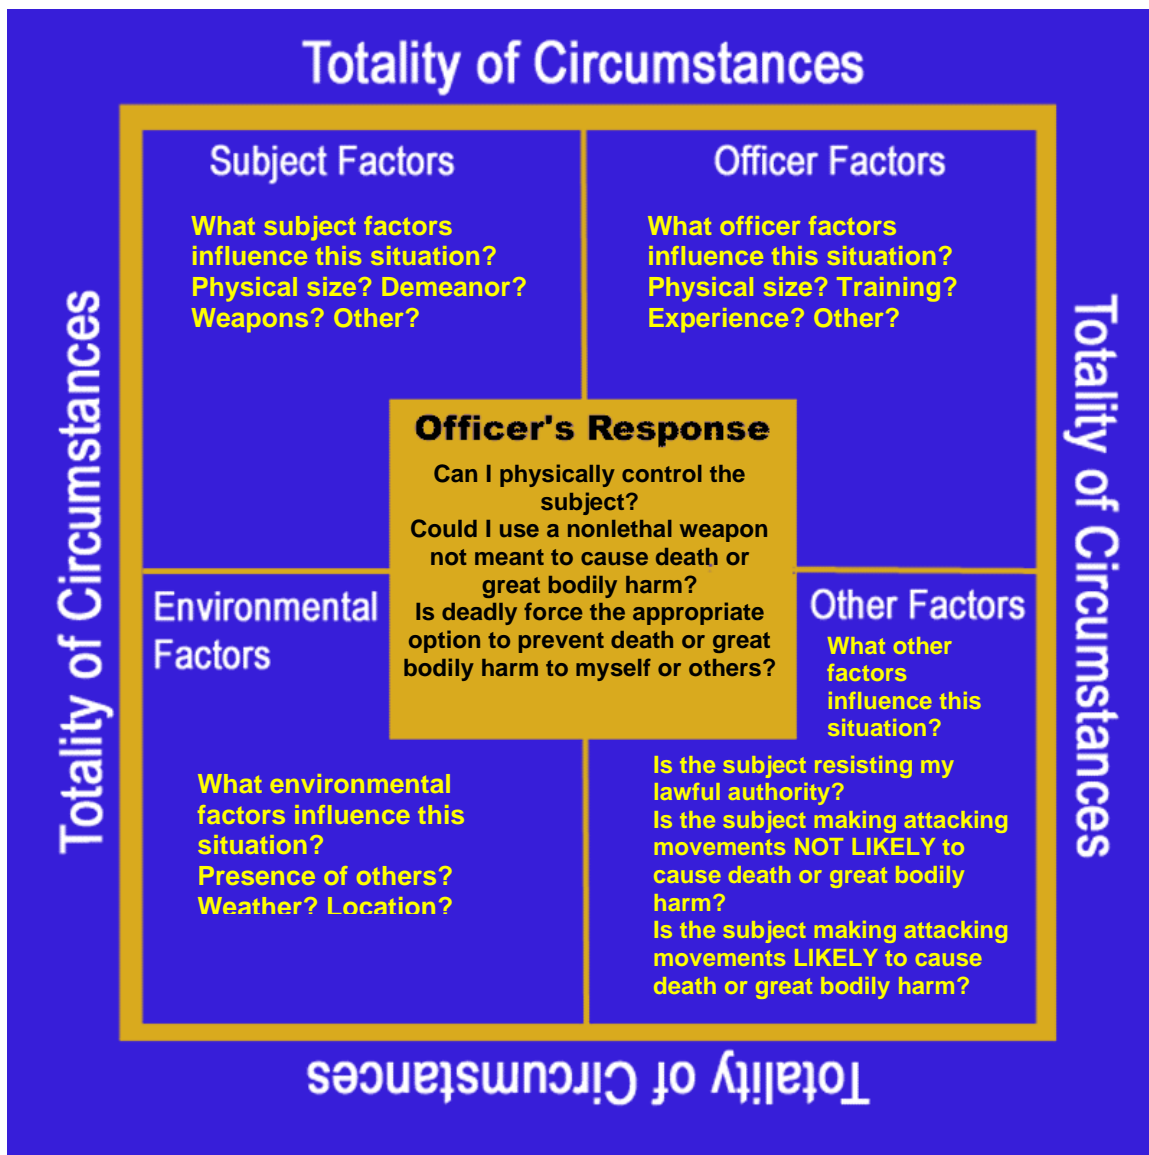 Totality of Circumstances
Totality of Circumstances
Subject Factors
What subject factors
influence this situation?
Physical size? Demeanor?
Weapons? Other?
Officer Factors
What officer factors
influence this situation?
Physical size? Training?
Experience? Other?
Totality of Circumstances
Officer's Response
Can I physically control the
subject?
Could I use a nonlethal weapon
not meant to cause death or
great bodily harm?
Is deadly force the appropriate
option to prevent death or great
bodily harm to myself or others?
Environmental
Factors
What environmental
factors influence this
situation?
Presence of others?
Weather? Location?
Other Factors
What other
factors
influence this
situation?
Is the subject resisting my
lawful authority?
Is the subject making attacking
movements NOT LIKELY to
cause death or great bodily
harm?
Is the subject making attacking
movements LIKELY to cause
death or great bodily harm?
Totality of Circumstances